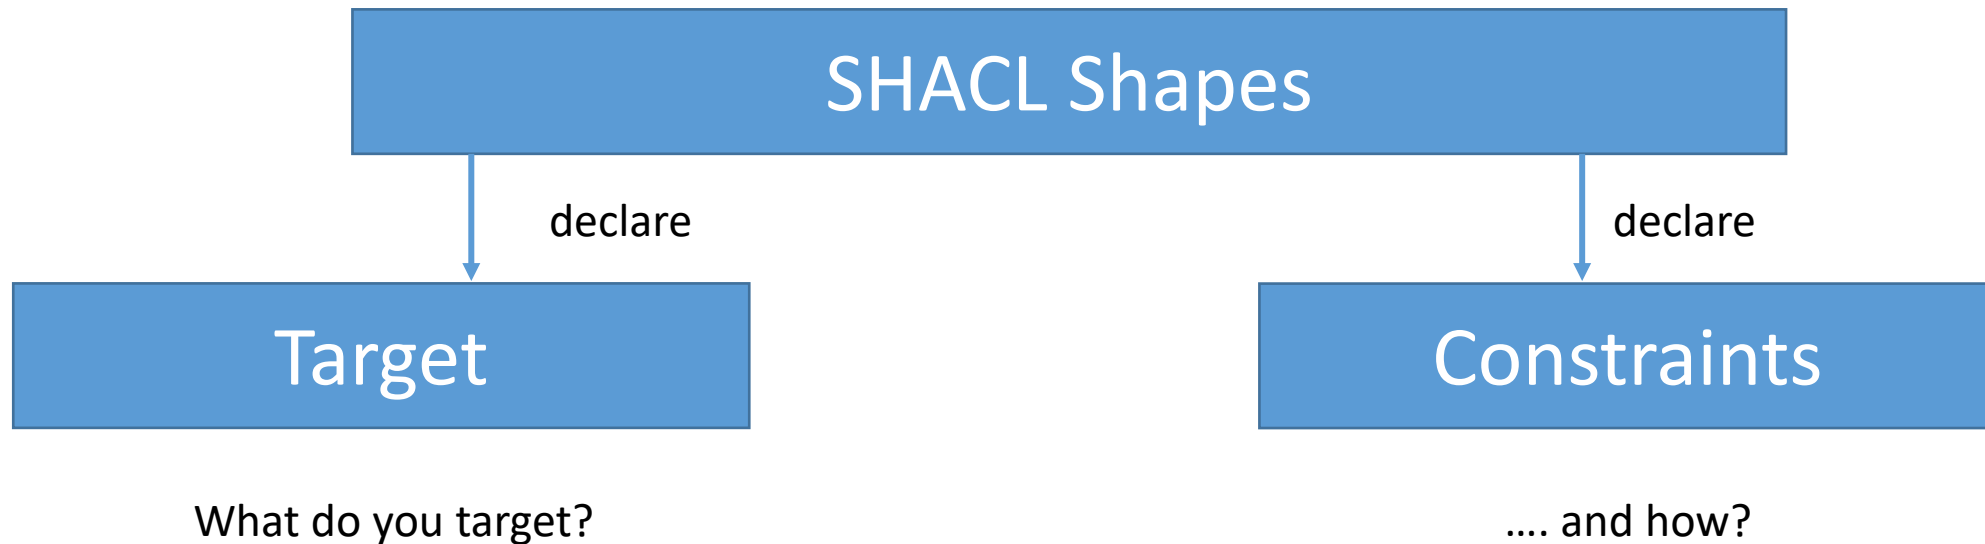 SHACL Shapes
declare
declare
Target
Constraints
What do you target?
.... and how?